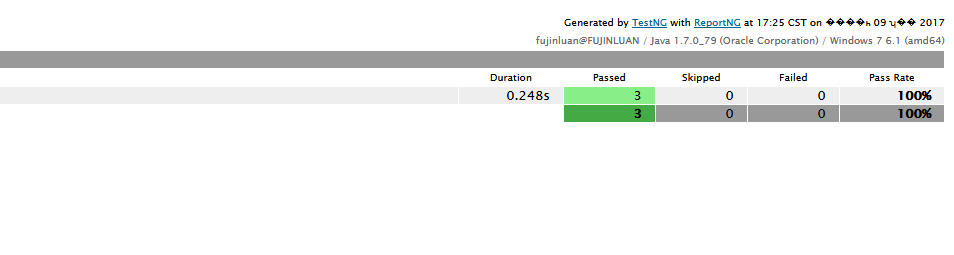 Generated by TestNG with ReportNG at 17:25 CST on ����һ 09 ʮ�� 2017
fujinluan@FUJINLUAN / Java 1.7.0_79 (Oracle Corporation) / Windows 7 6.1 (amd64)
Duration Passed Skipped Failed Pass Rate
0.248s 3 0 0 100%
3 0 0 100%